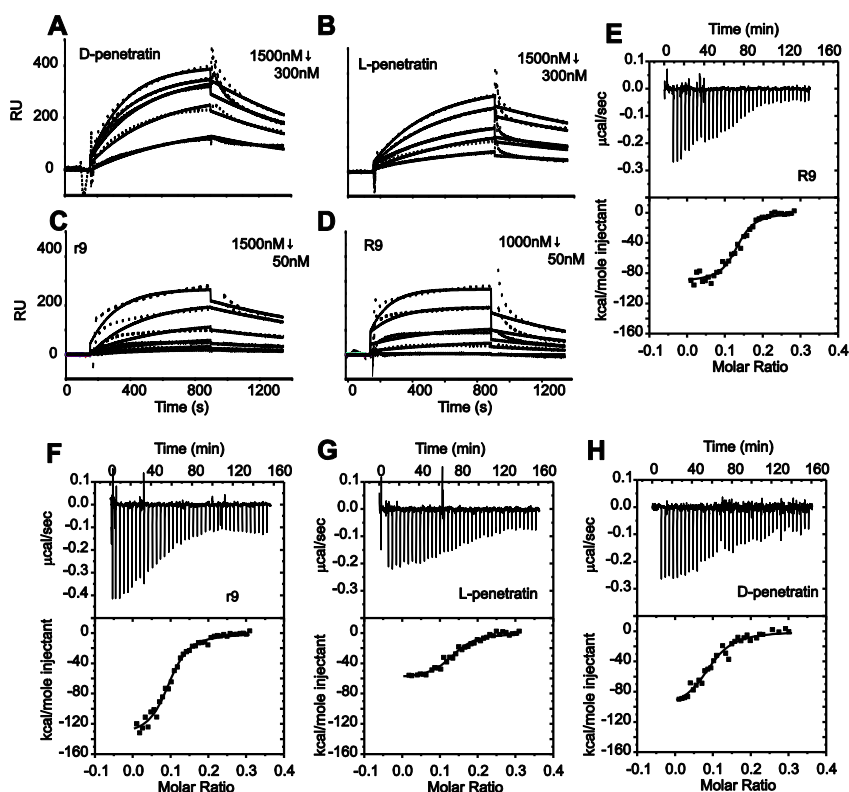 A
D-penetratin
1500nM↓
300nM
RU
400
200
0
B
L-penetratin
1500nM↓
300nM
C
r9
1500nM↓
50nM
RU
400
200
0
0
400
800
1200
Time (s)
D
R9
1000nM↓
50nM
0
400
800
1200
Time (s)
E
Time (min)
0 40 80 120 160
0.1
0.0
-0.1
-0.2
-0.3
µcal/sec
R9
0
-40
-80
-120
-160
kcal/mole injectant
-0.1 0.0 0.1 0.2 0.3 0.4
Molar Ratio
F
Time (min)
0 40 80 120 160
0.1
0.0
-0.1
-0.2
-0.3
-0.4
µcal/sec
r9
0
-40
-80
-120
-160
kcal/mole injectant
-0.1 0.0 0.1 0.2 0.3 0.4
Molar Ratio
G
Time (min)
0 40 80 120 160
0.1
0.0
-0.1
-0.2
-0.3
µcal/sec
L-penetratin
0
-40
-80
-120
-160
kcal/mole injectant
-0.1 0.0 0.1 0.2 0.3 0.4
Molar Ratio
H
Time (min)
0 40 80 120 160
0.1
0.0
-0.1
-0.2
-0.3
µcal/sec
D-penetratin
0
-40
-80
-120
-160
kcal/mole injectant
-0.1 0.0 0.1 0.2 0.3 0.4
Molar Ratio